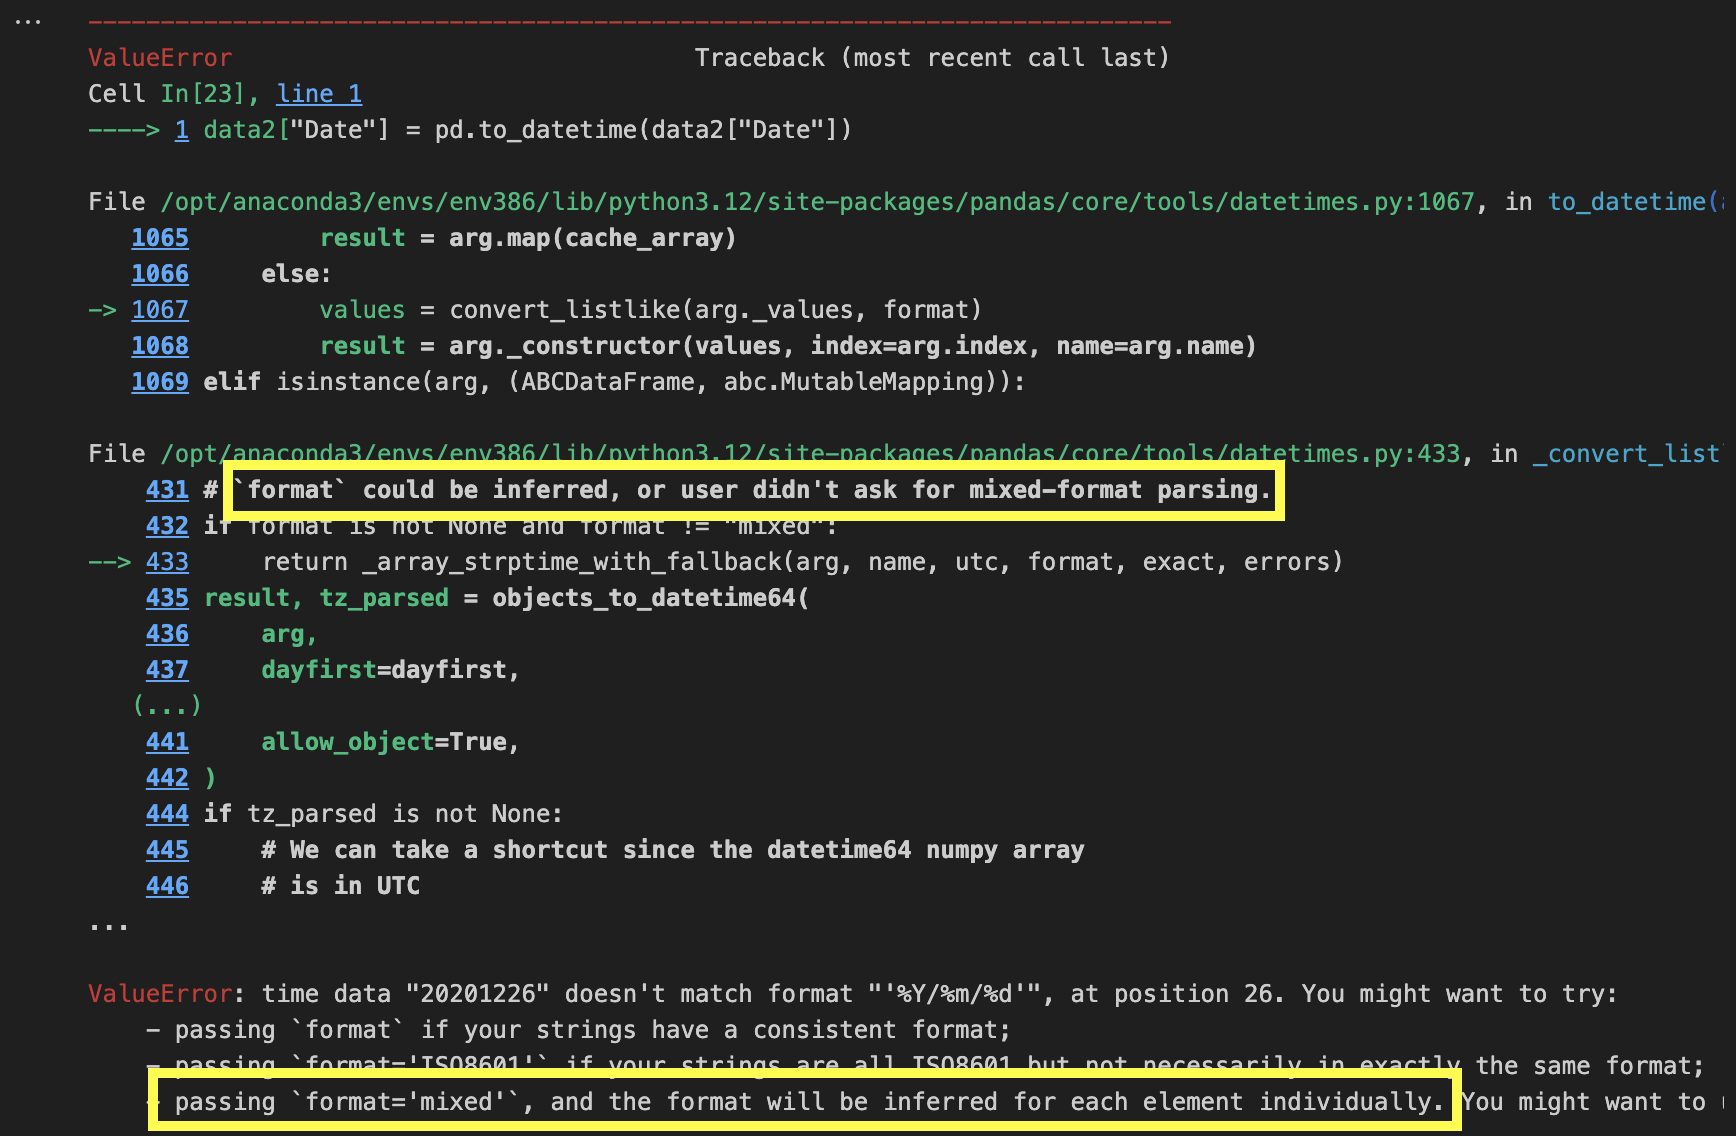 ...
--------------------------------------------------------------------------- 
ValueError                                Traceback (most recent call last)
Cell In[23], line 1
----> 1 data2["Date"] = pd.to_datetime(data2["Date"])
File /opt/anaconda3/envs/env386/lib/python3.12/site-packages/pandas/core/tools/datetimes.py:1067, in to_datetime(
   1065         result = arg.map(cache_array)
   1066     else:
-> 1067         values = convert_listlike(arg._values, format)
   1068         result = arg._constructor(values, index=arg.index, name=arg.name)
   1069 elif isinstance(arg, (ABCDataFrame, abc.MutableMapping)):
File /opt/anaconda3/envs/env386/lib/python3.12/site-packages/pandas/core/tools/datetimes.py:433, in _convert_list
    431 # `format` could be inferred, or user didn't ask for mixed-format parsing.
    432 if format is not None and format != "mixed":
--> 433     return _array_strptime_with_fallback(arg, name, utc, format, exact, errors)
    435 result, tz_parsed = objects_to_datetime64(
    436     arg,
    437     dayfirst=dayfirst,
   (...)
    441     allow_object=True,
    442 )
    444 if tz_parsed is not None:
    445     # We can take a shortcut since the datetime64 numpy array
    446     # is in UTC
...
ValueError: time data "20201226" doesn't match format "'%Y/%m/%d'", at position 26. You might want to try:
    - passing `format` if your strings have a consistent format;
    - passing `format='ISO8601'` if your strings are all ISO8601 but not necessarily in exactly the same format;
    - passing `format='mixed'`, and the format will be inferred for each element individually. You might want to